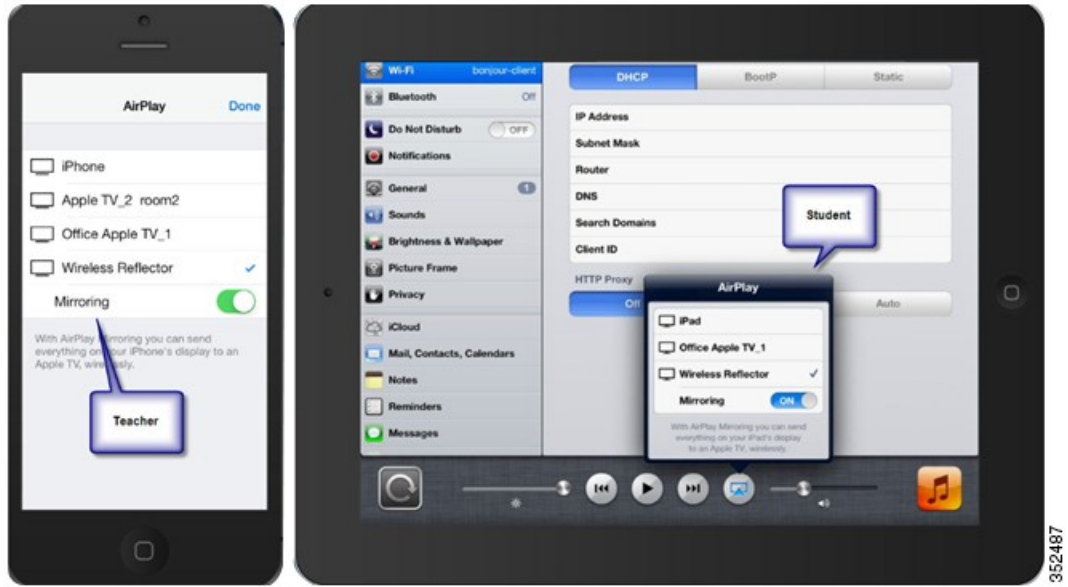 AirPlay Done
iPhone
Apple TV_2 room2
Office Apple TV_1
Wireless Reflector
Mirroring
With AirPlay Mirroring you can send
everything on your iPhone's display to an
Apple TV, wirelessly.
Teacher
Wi-Fi bonjour-client
Bluetooth Off
Do Not Disturb OFF
Notifications
General 1
Sounds
Brightness & Wallpaper
Picture Frame
Privacy
iCloud
Mail, Contacts, Calendars
Notes
Reminders
Messages
DHCP BootP Static
IP Address
Subnet Mask
Router
DNS
Search Domains
Client ID
HTTP Proxy
Off Auto
Student
AirPlay
iPad
Office Apple TV_1
Wireless Reflector
Mirroring ON
With AirPlay Mirroring you can send
everything on your iPad's display
to an Apple TV, wirelessly.
352487